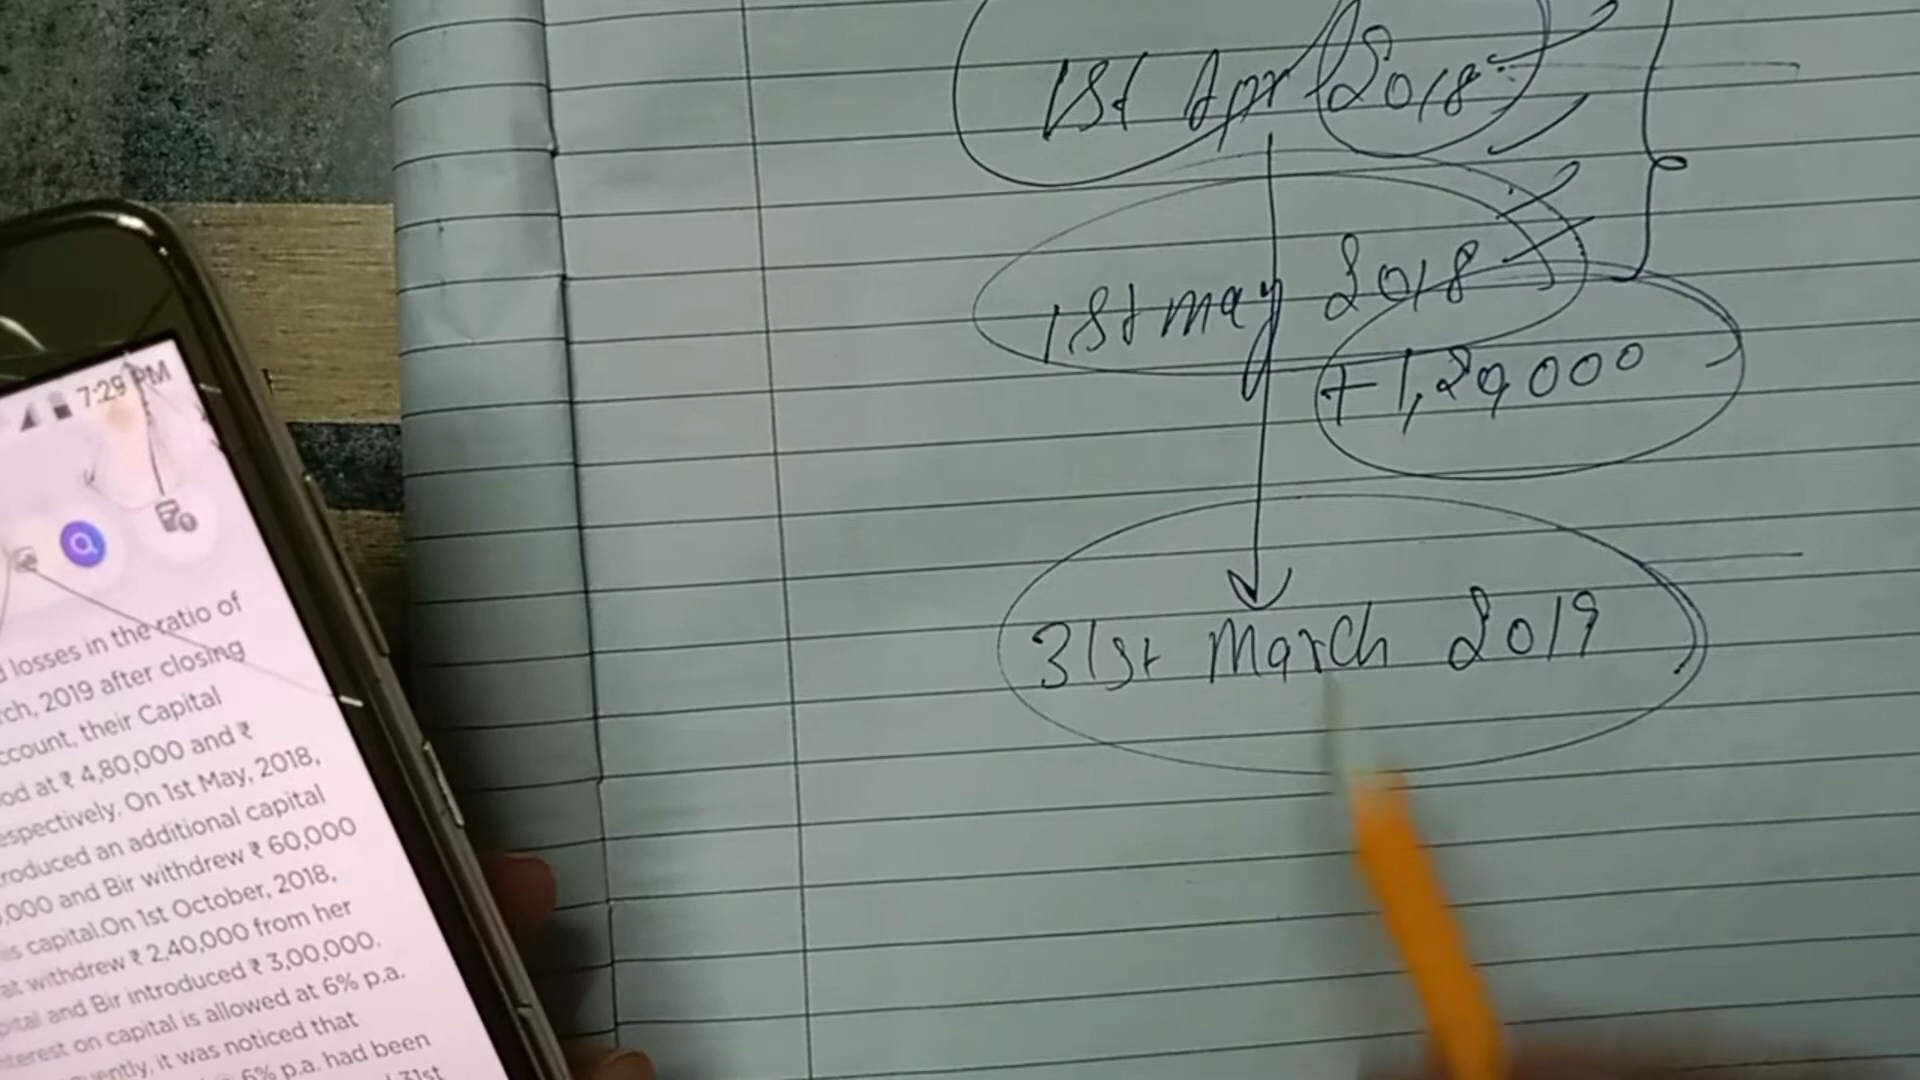 1st Apr 2018
1st may 2018
+1,20,000
31st March 2019
7:29 PM
losses in the ratio of
rch, 2019 after closing
ccount, their Capital
od at ₹ 4,80,000 and ₹
espectively. On 1st May, 2018,
roduced an additional capital
,000 and Bir withdrew ₹ 60,000
is capital.On 1st October, 2018,
at withdrew ₹ 2,40,000 from her
pital and Bir introduced ₹ 3,00,000.
nterest on capital is allowed at 6% p.a.
uently, it was noticed that
6% p.a. had been
31st